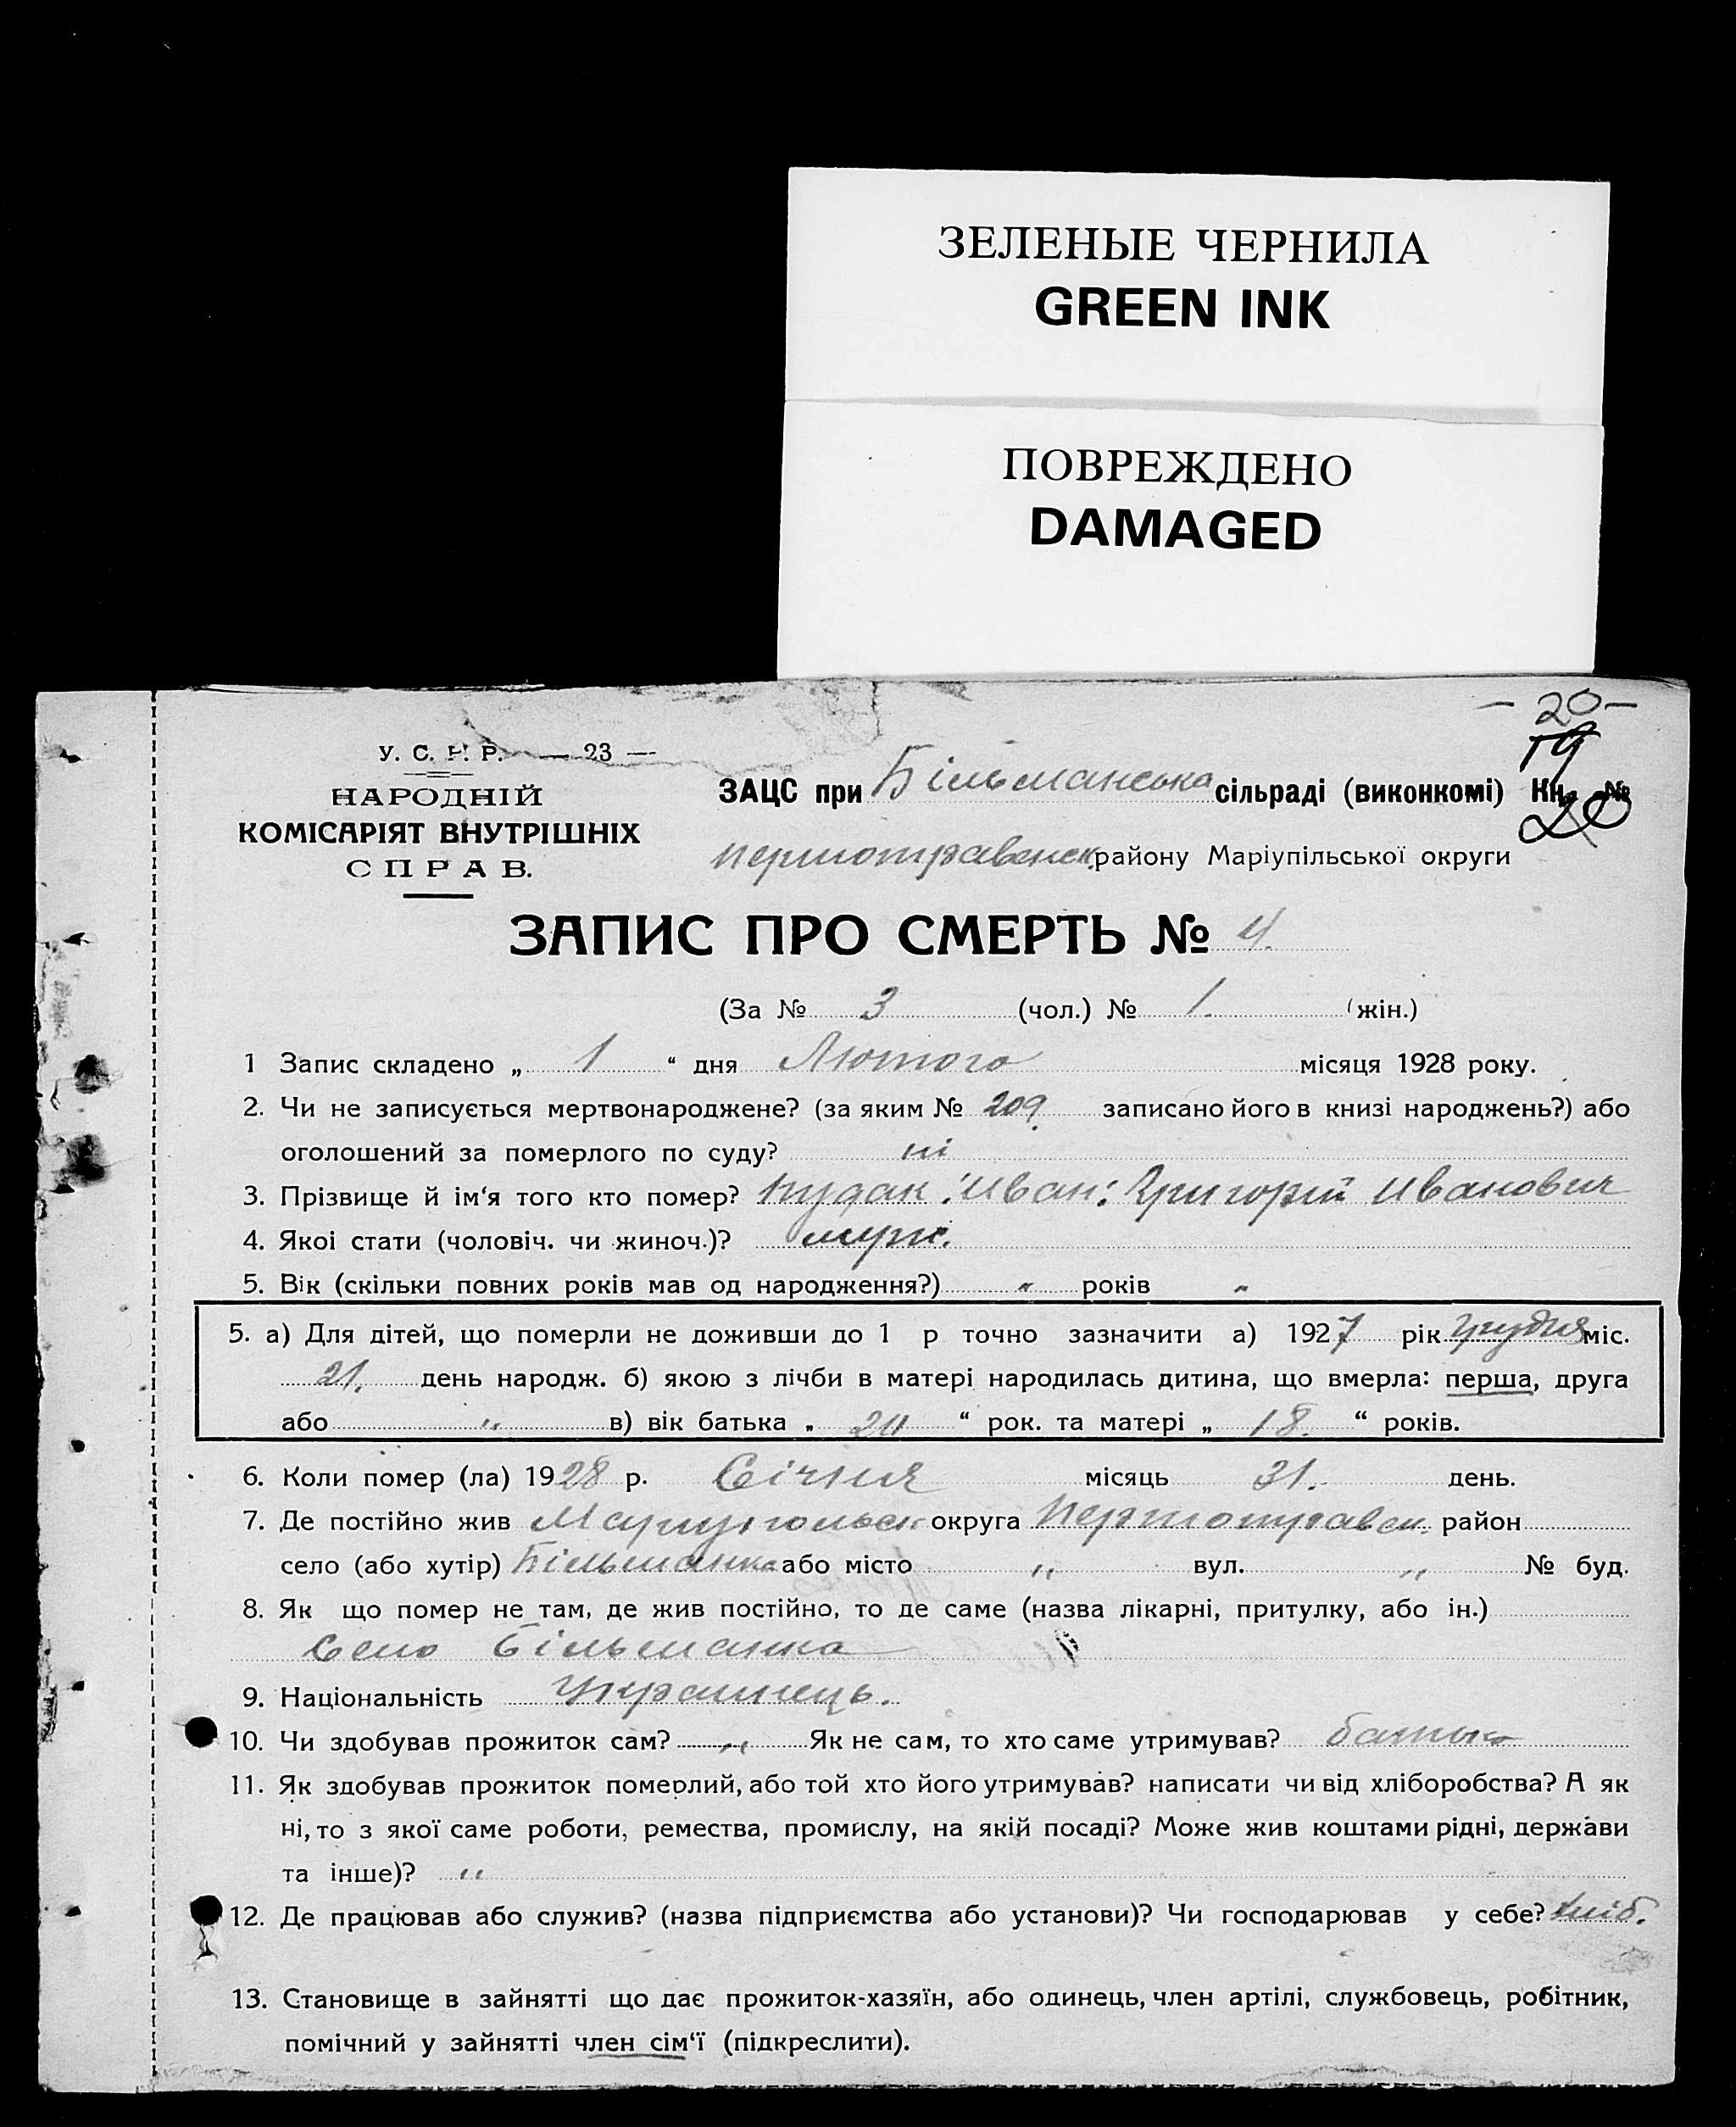 ЗЕЛЕНЫЕ ЧЕРНИЛА
GREEN INK
ПОВРЕЖДЕНО
DAMAGED
— 20 —
19
У. С. Р. Р. — 23 —
НАРОДНІЙ
КОМІСАРІЯТ ВНУТРІШНІХ
СПРАВ.
ЗАЦС при Більманська сільраді (виконкомі) Кн. №
20
району Маріупільської округи
ЗАПИС ПРО СМЕРТЬ № 4.
(За № 3 (чол.) № 1. (жін.)
1 Запис складено „ 1 “ дня Лютого місяця 1928 року.
2. Чи не записується мертвонароджене? (за яким № 209. записано його в книзі народжень?) або
оголошений за померлого по суду? ні
3. Прізвище й ім‘я того кто помер? Иван: Григорій Иванович
4. Якоі стати (чоловіч. чи жиноч.)? муж.
5. Вік (скільки повних років мав од народження?) „ років „
5. а) Для дітей, що померли не доживши до 1 р точно зазначити а) 1927 рік Грудня міс.
21. день народж. б) якою з лічби в матері народилась дитина, що вмерла: перша, друга
або „ в) вік батька „ 20 “ рок. та матері „ 18. “ років.
6. Коли помер (ла) 1928 р. Січня місяць 31. день.
7. Де постійно жив округа район
село (або хутір) Більманка або місто „ вул. „ № буд.
8. Як що помер не там, де жив постійно, то де саме (назва лікарні, притулку, або ін.)
Село Більманка
9. Національність Українець.
10. Чи здобував прожиток сам? „ Як не сам, то хто саме утримував? батько
11. Як здобував прожиток померлий, або той хто його утримував? написати чи від хліборобства? А як
ні, то з якої саме роботи, ремества, промислу, на якій посаді? Може жив коштами рідні, держави
та інше)? „
12. Де працював або служив? (назва підприємства або установи)? Чи господарював у себе? хліб.
13. Становище в зайнятті що дає прожиток-хазяїн, або одинець, член артілі, службовець, робітник,
помічний у зайнятті член сім‘ї (підкреслити).